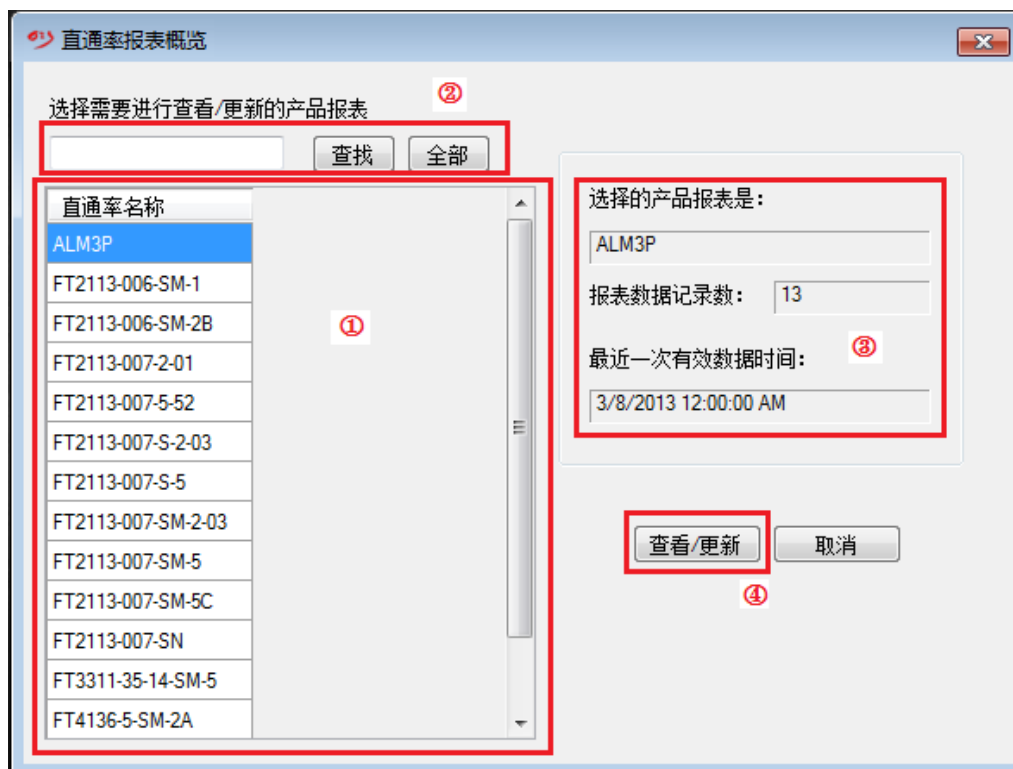 直通率报表概览
②
选择需要进行查看/更新的产品报表
查找 全部
直通率名称
ALM3P
FT2113-006-SM-1
FT2113-006-SM-2B
FT2113-007-2-01
FT2113-007-5-52
FT2113-007-S-2-03
FT2113-007-S-5
FT2113-007-SM-2-03
FT2113-007-SM-5
FT2113-007-SM-5C
FT2113-007-SN
FT3311-35-14-SM-5
FT4136-5-SM-2A
①
选择的产品报表是：
ALM3P
报表数据记录数： 13
最近一次有效数据时间：
③
3/8/2013 12:00:00 AM
查看/更新 取消
④